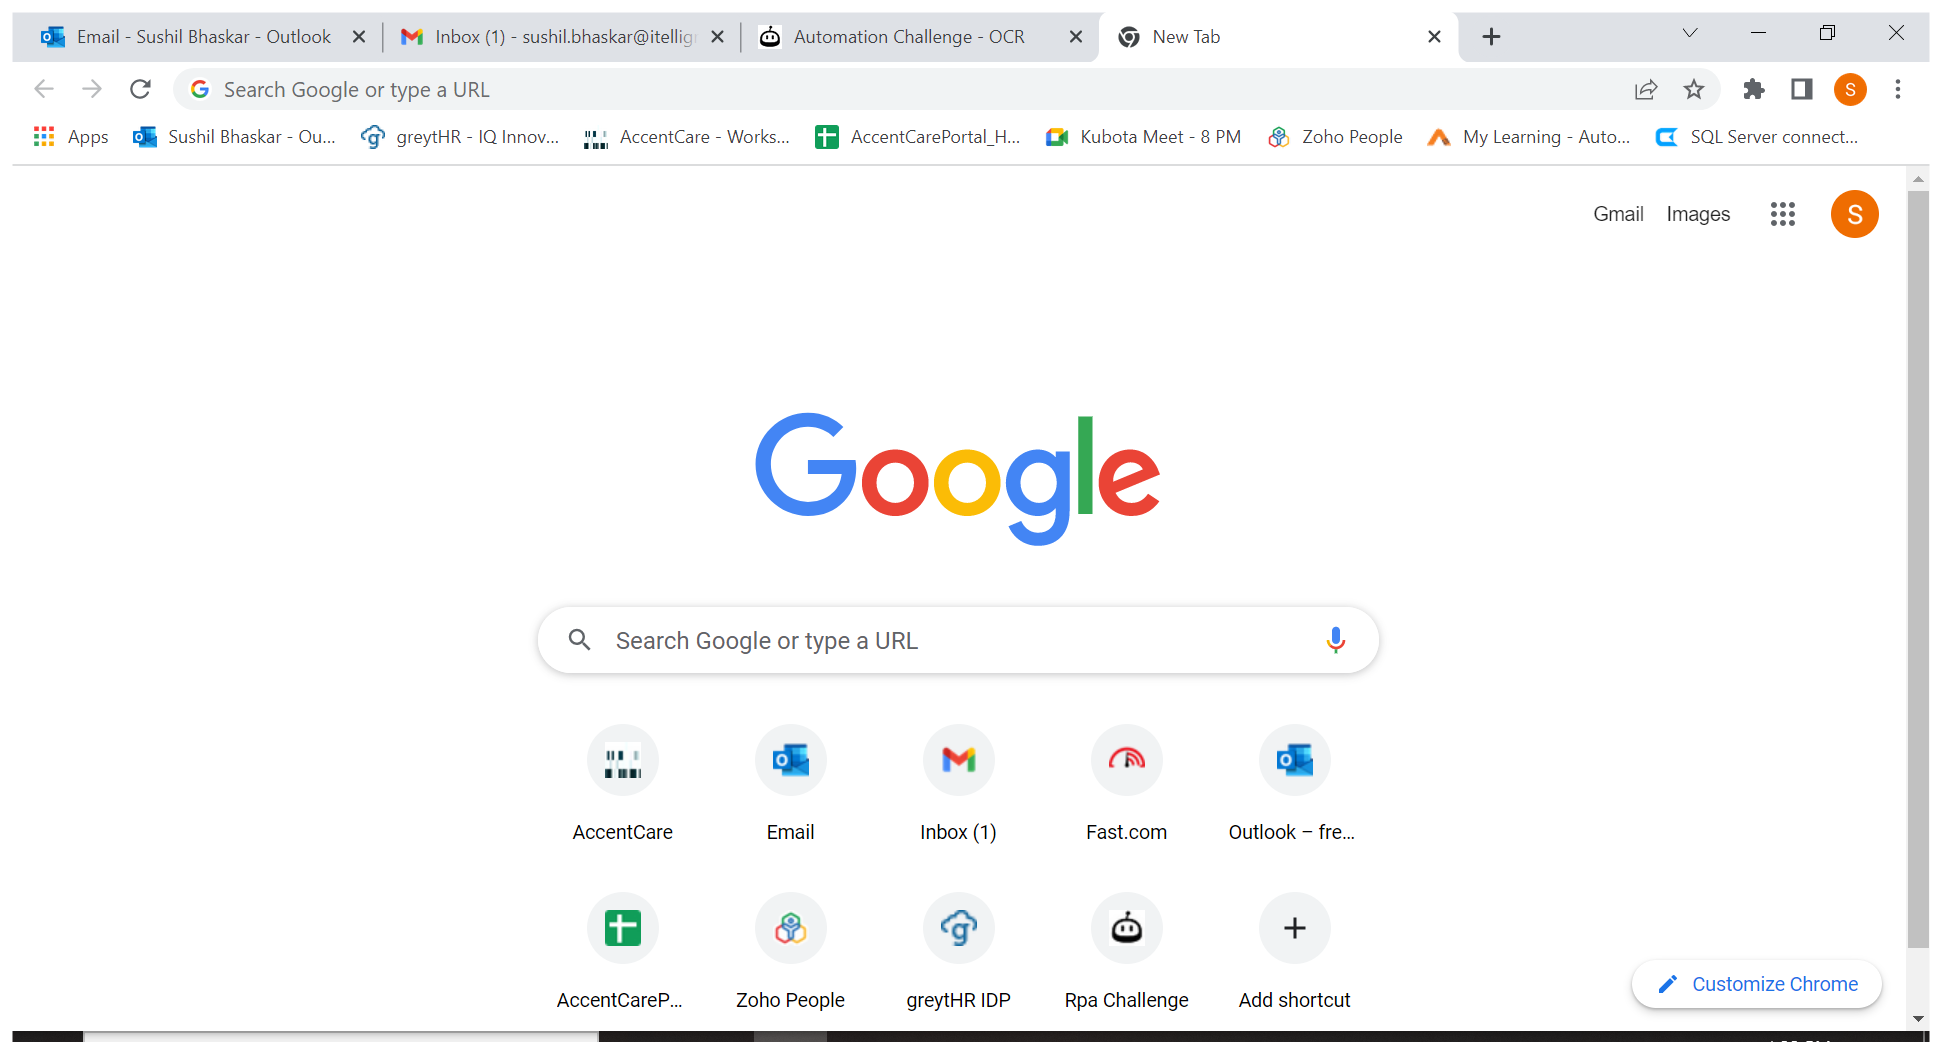 Email - Sushil Bhaskar - Outlook
Inbox (1) - sushil.bhaskar@itellig
Automation Challenge - OCR
New Tab
Search Google or type a URL
S
Apps
Sushil Bhaskar - Ou...
greytHR - IQ Innov...
AccentCare - Works...
AccentCarePortal_H...
Kubota Meet - 8 PM
Zoho People
My Learning - Auto...
SQL Server connect...
Gmail
Images
S
Google
Search Google or type a URL
AccentCare
Email
Inbox (1)
Fast.com
Outlook – fre...
AccentCareP...
Zoho People
greytHR IDP
Rpa Challenge
Add shortcut
Customize Chrome